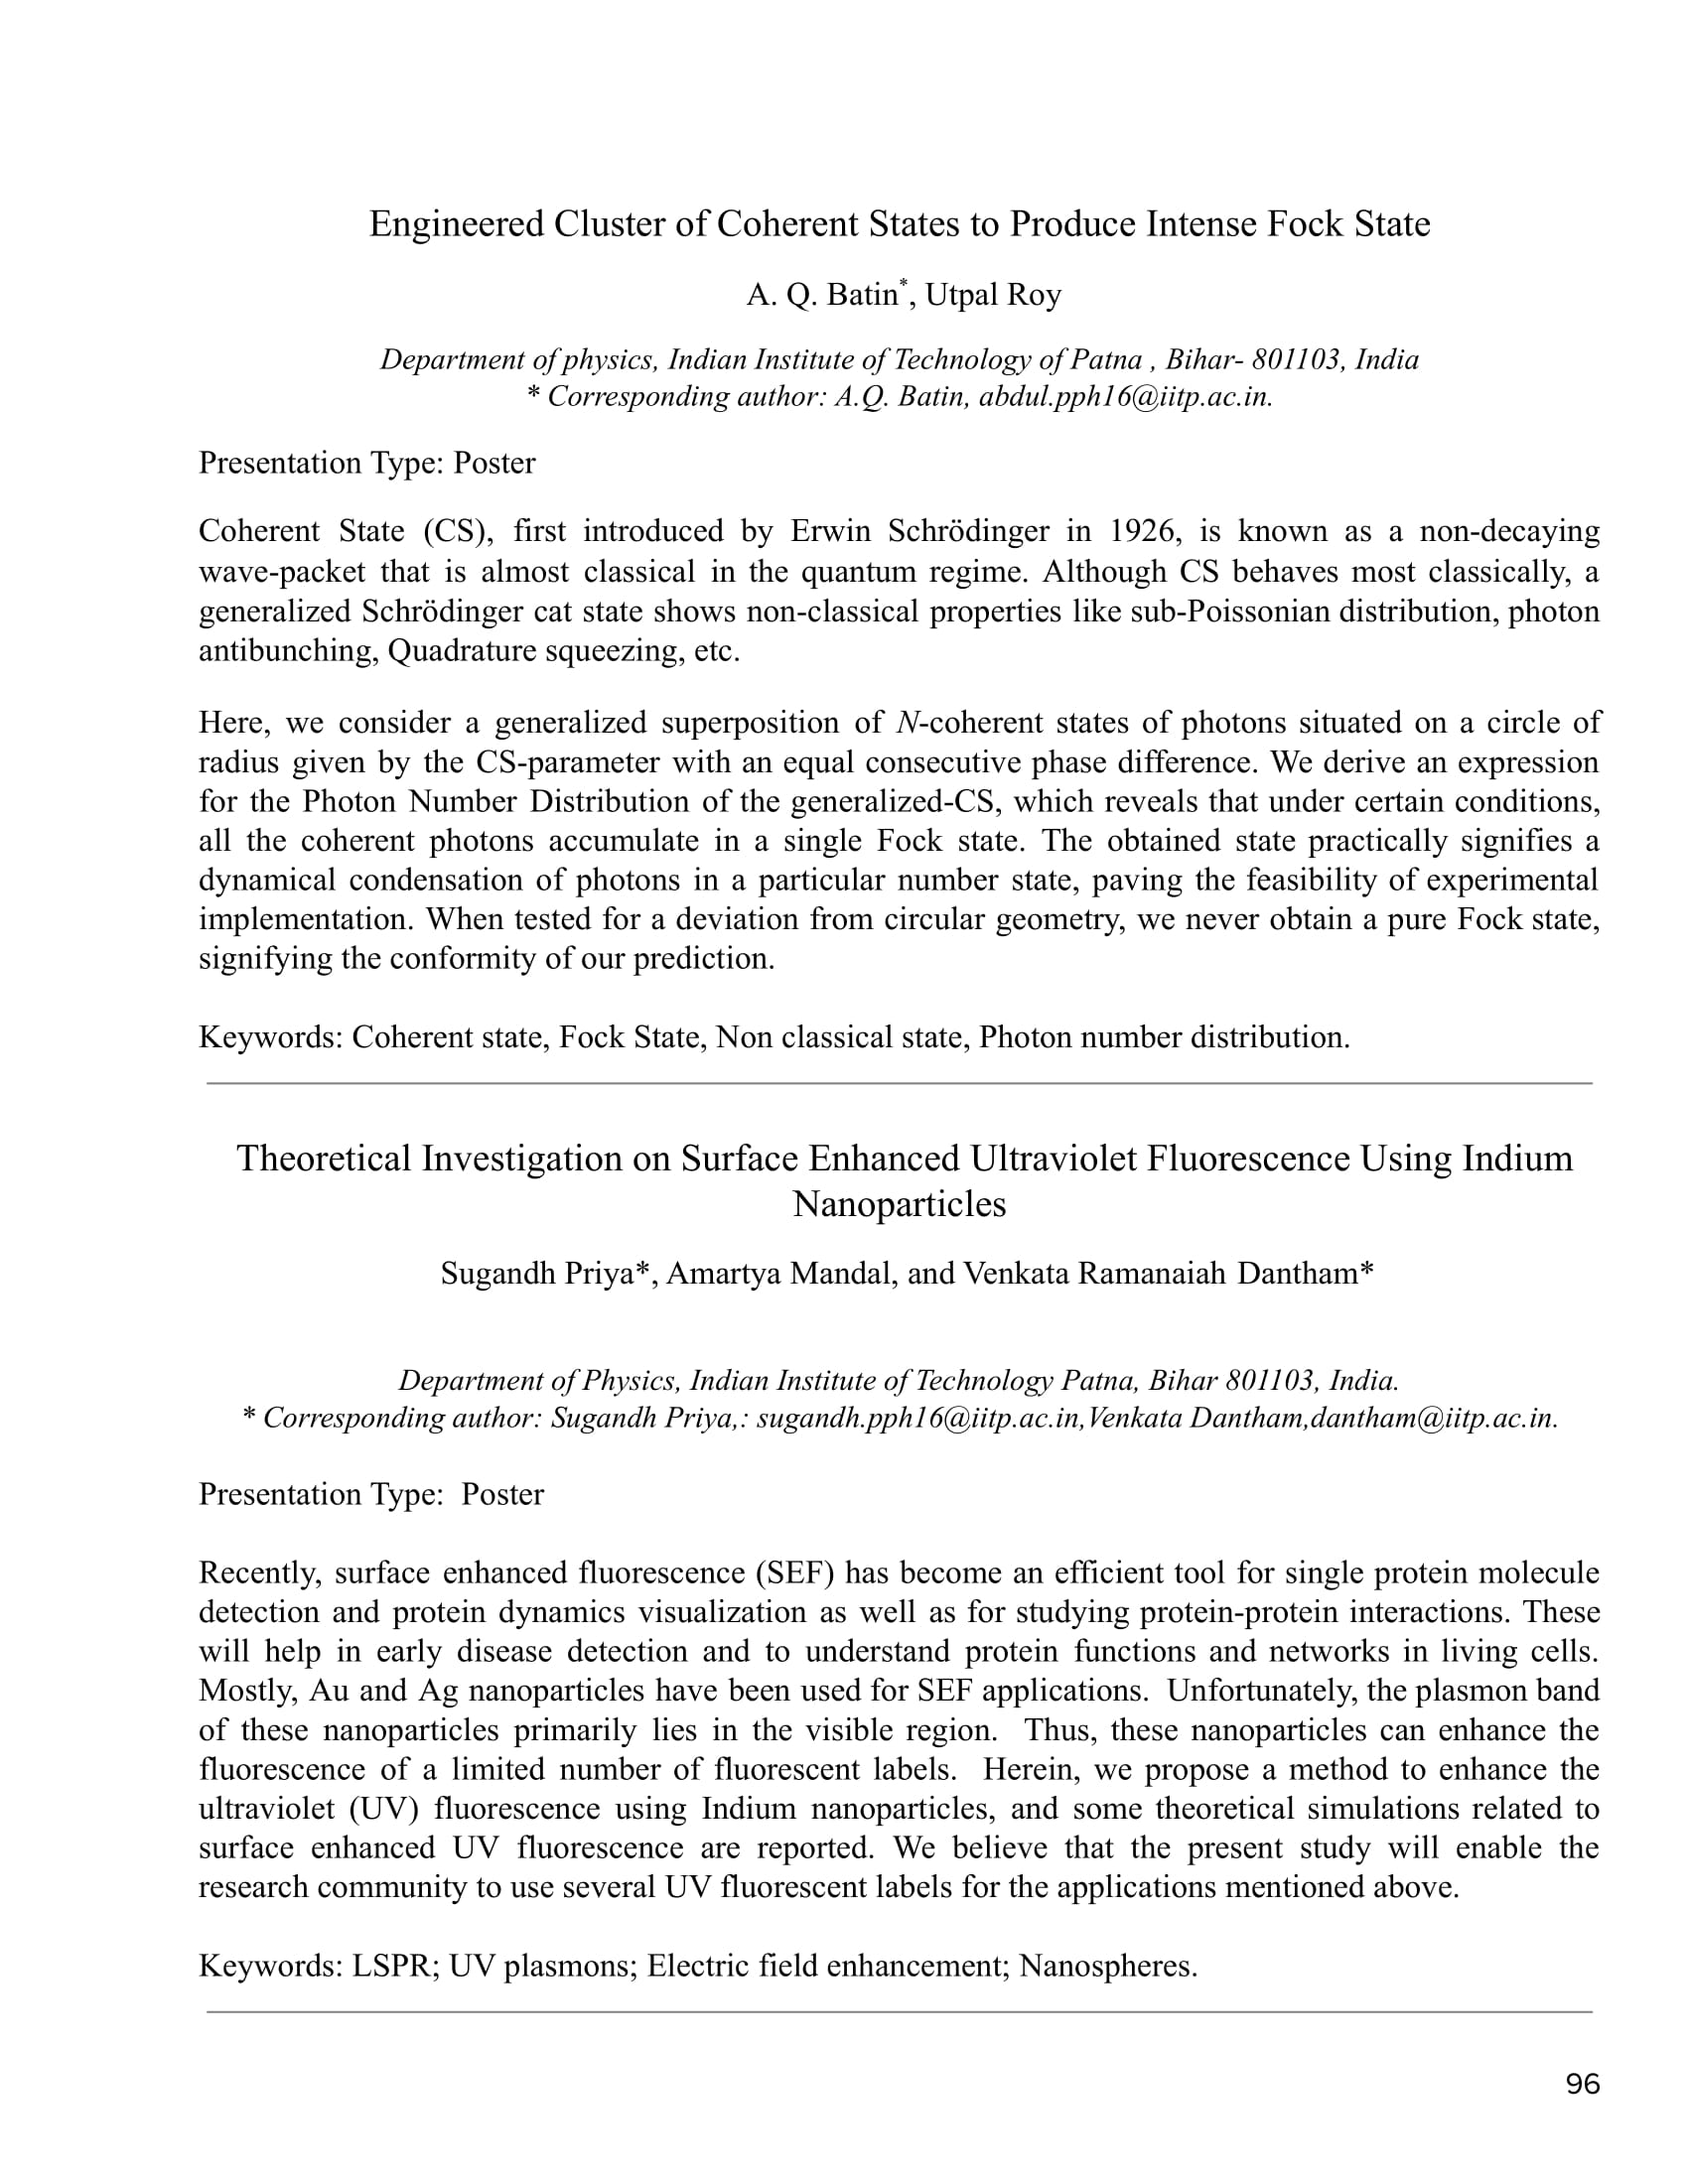 Engineered Cluster of Coherent States to Produce Intense Fock State
A. Q. Batin*, Utpal Roy
Department of physics, Indian Institute of Technology of Patna , Bihar- 801103, India
* Corresponding author: A.Q. Batin, abdul.pph16@iitp.ac.in.
Presentation Type: Poster
Coherent State (CS), first introduced by Erwin Schrödinger in 1926, is known as a non-decaying
wave-packet that is almost classical in the quantum regime. Although CS behaves most classically, a
generalized Schrödinger cat state shows non-classical properties like sub-Poissonian distribution, photon
antibunching, Quadrature squeezing, etc.
Here, we consider a generalized superposition of N-coherent states of photons situated on a circle of
radius given by the CS-parameter with an equal consecutive phase difference. We derive an expression
for the Photon Number Distribution of the generalized-CS, which reveals that under certain conditions,
all the coherent photons accumulate in a single Fock state. The obtained state practically signifies a
dynamical condensation of photons in a particular number state, paving the feasibility of experimental
implementation. When tested for a deviation from circular geometry, we never obtain a pure Fock state,
signifying the conformity of our prediction.
Keywords: Coherent state, Fock State, Non classical state, Photon number distribution.
Theoretical Investigation on Surface Enhanced Ultraviolet Fluorescence Using Indium
Nanoparticles
Sugandh Priya*, Amartya Mandal, and Venkata Ramanaiah Dantham*
Department of Physics, Indian Institute of Technology Patna, Bihar 801103, India.
* Corresponding author: Sugandh Priya,: sugandh.pph16@iitp.ac.in,Venkata Dantham,dantham@iitp.ac.in.
Presentation Type:  Poster
Recently, surface enhanced fluorescence (SEF) has become an efficient tool for single protein molecule
detection and protein dynamics visualization as well as for studying protein-protein interactions. These
will help in early disease detection and to understand protein functions and networks in living cells.
Mostly, Au and Ag nanoparticles have been used for SEF applications.  Unfortunately, the plasmon band
of these nanoparticles primarily lies in the visible region.  Thus, these nanoparticles can enhance the
fluorescence of a limited number of fluorescent labels.  Herein, we propose a method to enhance the
ultraviolet (UV) fluorescence using Indium nanoparticles, and some theoretical simulations related to
surface enhanced UV fluorescence are reported. We believe that the present study will enable the
research community to use several UV fluorescent labels for the applications mentioned above.
Keywords: LSPR; UV plasmons; Electric field enhancement; Nanospheres.
96